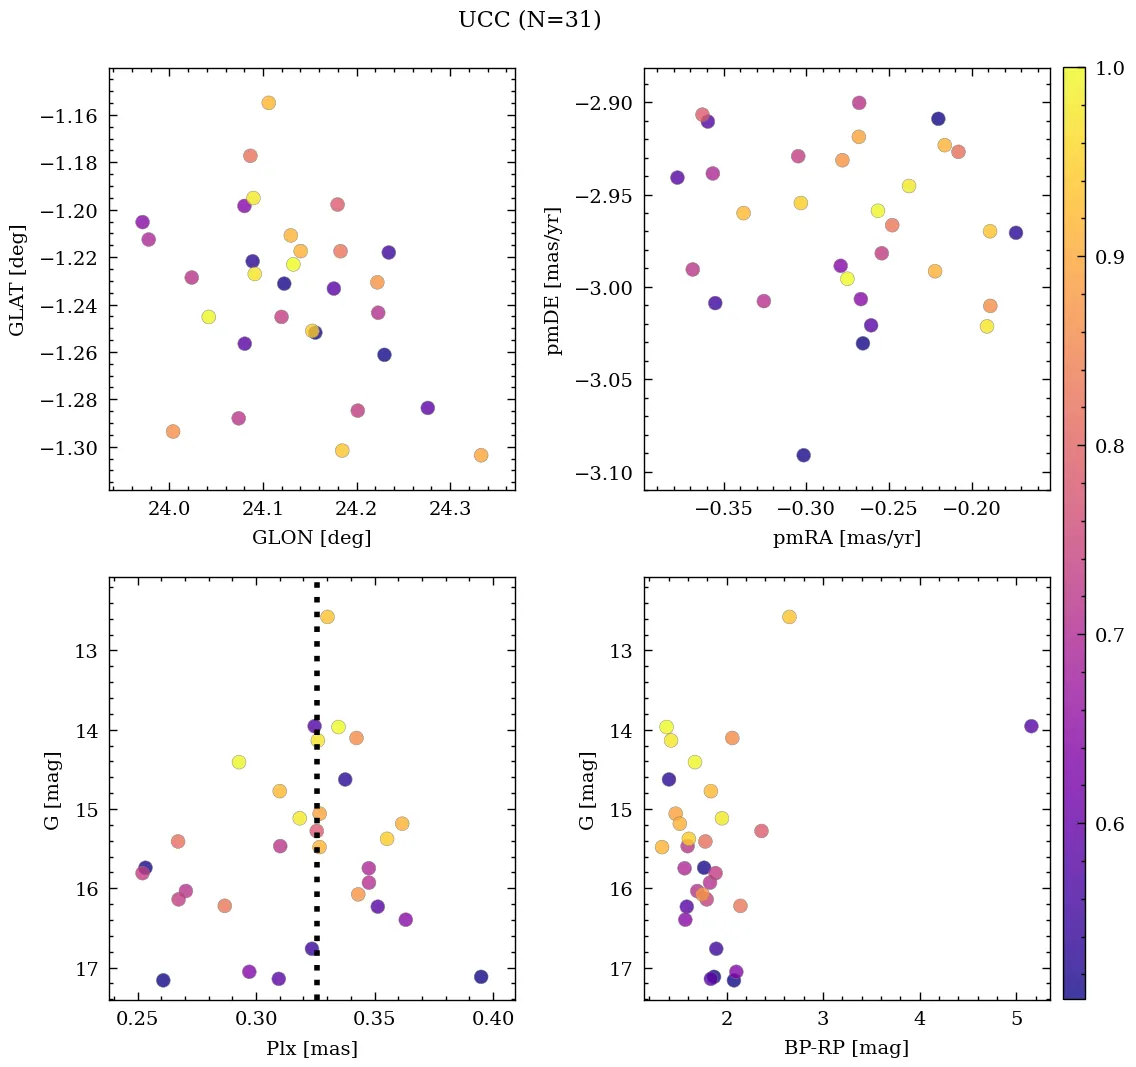 UCC (N=31)
−1.16
−1.18
−1.20
−1.22
−1.24
−1.26
−1.28
−1.30
GLAT [deg]
24.0 24.1 24.2 24.3
GLON [deg]
−2.90
−2.95
−3.00
−3.05
−3.10
pmDE [mas/yr]
−0.35 −0.30 −0.25 −0.20
pmRA [mas/yr]
13
14
15
16
17
G [mag]
0.25 0.30 0.35 0.40
Plx [mas]
13
14
15
16
17
G [mag]
2 3 4 5
BP-RP [mag]
1.0
0.9
0.8
0.7
0.6